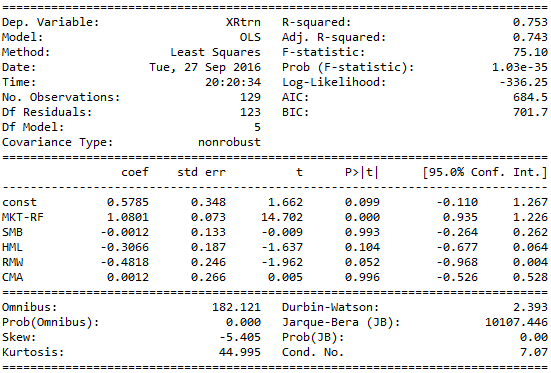 ==============================================================================
Dep. Variable:                  XRtrn   R-squared:                       0.753
Model:                            OLS   Adj. R-squared:                  0.743
Method:                 Least Squares   F-statistic:                     75.10
Date:                Tue, 27 Sep 2016   Prob (F-statistic):           1.03e-35
Time:                        20:20:34   Log-Likelihood:                -336.25
No. Observations:                 129   AIC:                             684.5
Df Residuals:                     123   BIC:                             701.7
Df Model:                           5
Covariance Type:            nonrobust
==============================================================================
                 coef    std err          t      P>|t|      [95.0% Conf. Int.]
------------------------------------------------------------------------------
const          0.5785      0.348      1.662      0.099        -0.110     1.267
MKT-RF         1.0801      0.073     14.702      0.000         0.935     1.226
SMB           -0.0012      0.133     -0.009      0.993        -0.264     0.262
HML           -0.3066      0.187     -1.637      0.104        -0.677     0.064
RMW           -0.4818      0.246     -1.962      0.052        -0.968     0.004
CMA            0.0012      0.266      0.005      0.996        -0.526     0.528
==============================================================================
Omnibus:                      182.121   Durbin-Watson:                   2.393
Prob(Omnibus):                  0.000   Jarque-Bera (JB):            10107.446
Skew:                          -5.405   Prob(JB):                         0.00
Kurtosis:                      44.995   Cond. No.                         7.07
==============================================================================